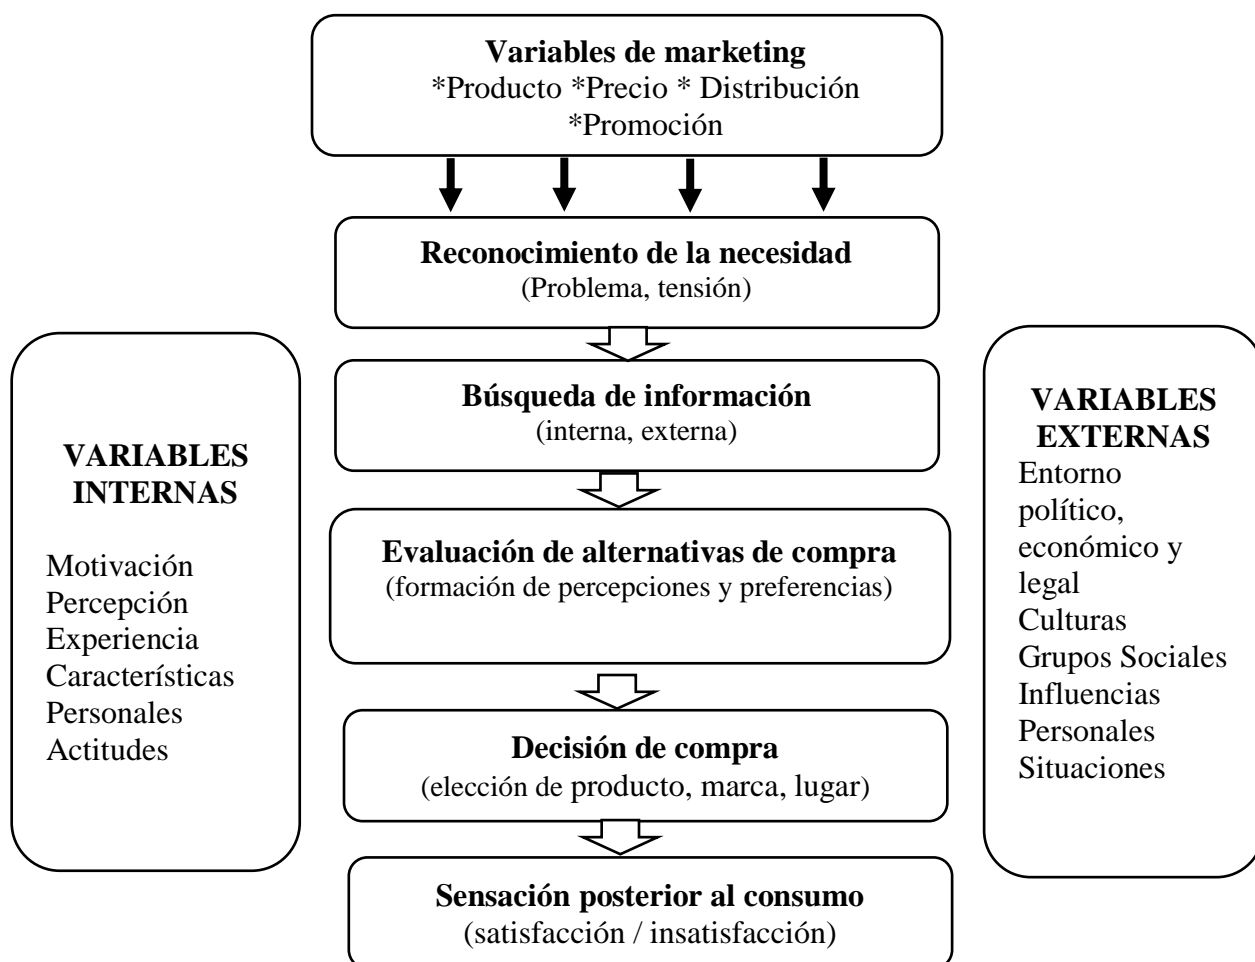 Variables de marketing
*Producto *Precio * Distribución
*Promoción
Reconocimiento de la necesidad
(Problema, tensión)
Búsqueda de información
(interna, externa)
Evaluación de alternativas de compra
(formación de percepciones y preferencias)
Decisión de compra
(elección de producto, marca, lugar)
Sensación posterior al consumo
(satisfacción / insatisfacción)
VARIABLES
INTERNAS
Motivación
Percepción
Experiencia
Características
Personales
Actitudes
VARIABLES
EXTERNAS
Entorno
político,
económico y
legal
Culturas
Grupos Sociales
Influencias
Personales
Situaciones